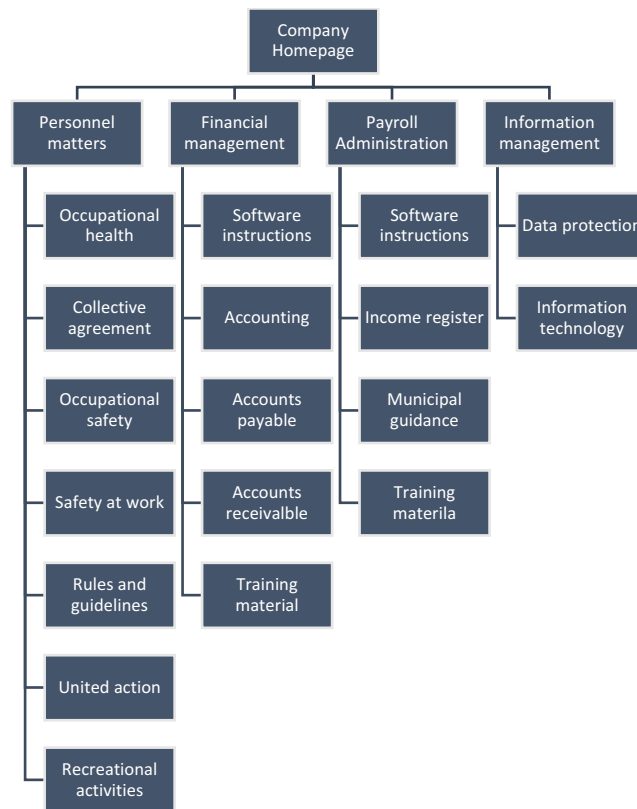 Company
Homepage
Personnel
matters
Financial
management
Payroll
Administration
Information
management
Occupational
health
Software
instructions
Software
instructions
Data protection
Collective
agreement
Accounting
Income register
Information
technology
Occupational
safety
Accounts
payable
Municipal
guidance
Safety at work
Accounts
receivalble
Training
materila
Rules and
guidelines
Training
material
United action
Recreational
activities